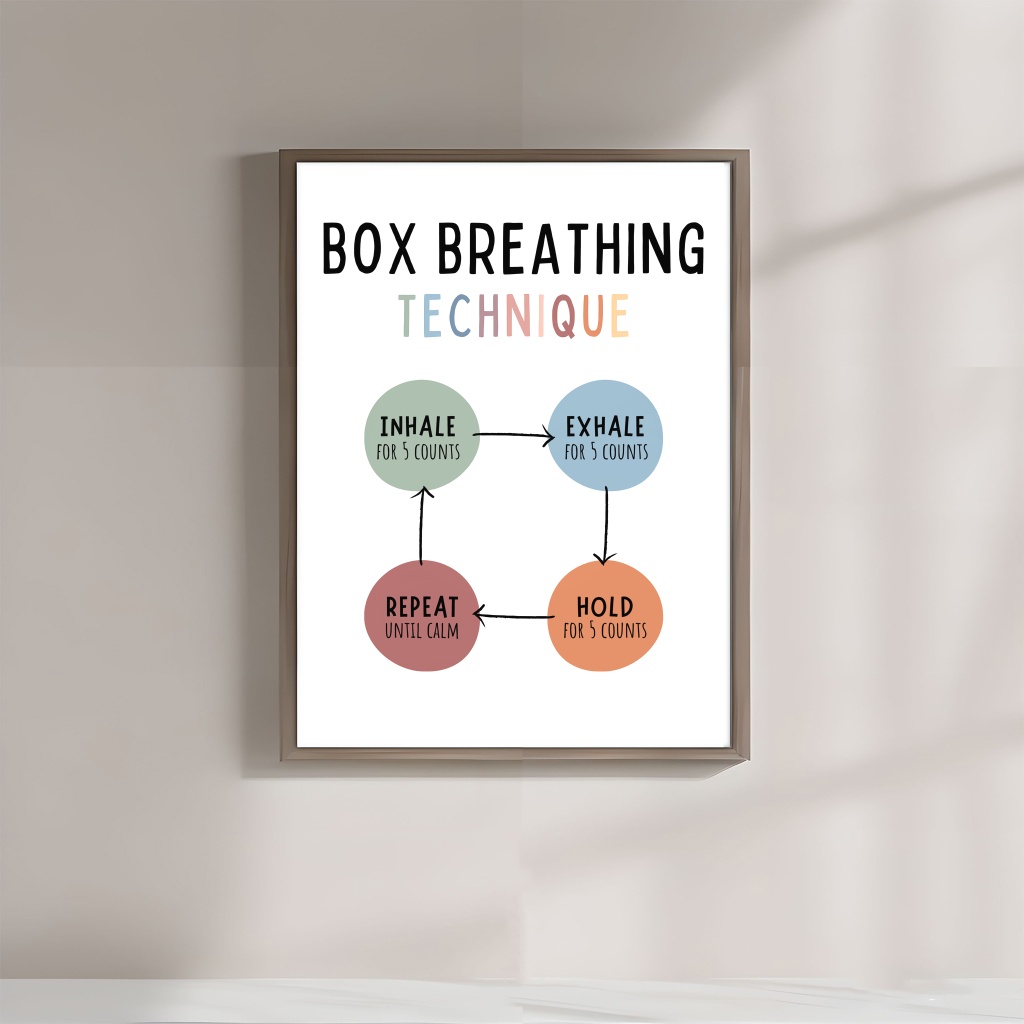 BOX BREATHING
TECHNIQUE
INHALE
FOR 5 COUNTS
EXHALE
FOR 5 COUNTS
HOLD
FOR 5 COUNTS
REPEAT
UNTIL CALM